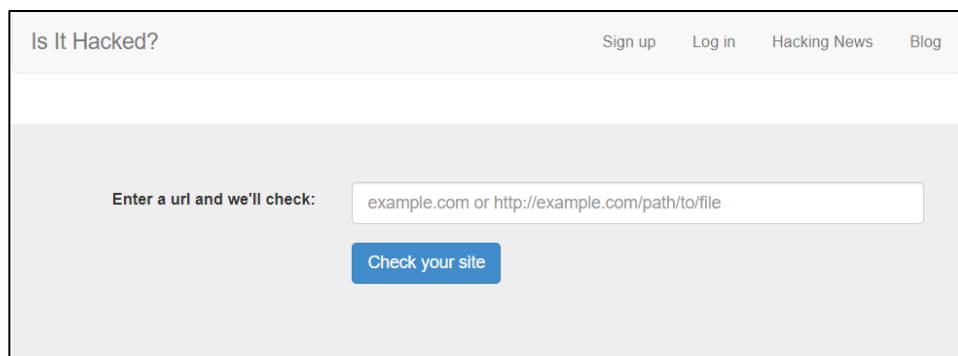 Is It Hacked? Sign up Log in Hacking News Blog
Enter a url and we'll check: example.com or http://example.com/path/to/file
Check your site